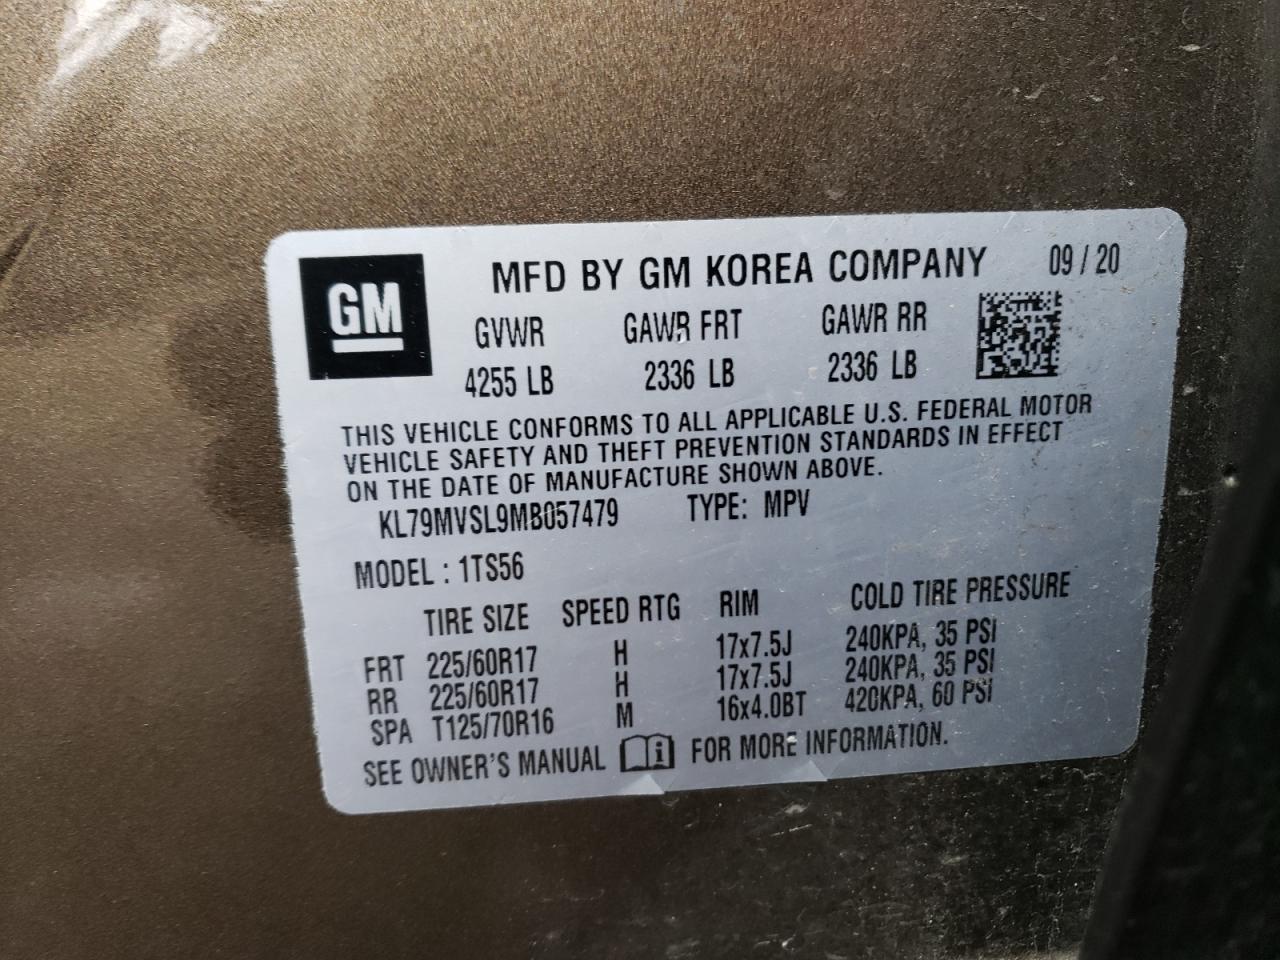 GM
MFD BY GM KOREA COMPANY 09 / 20
GVWR GAWR FRT GAWR RR
4255 LB 2336 LB 2336 LB
THIS VEHICLE CONFORMS TO ALL APPLICABLE U.S. FEDERAL MOTOR
VEHICLE SAFETY AND THEFT PREVENTION STANDARDS IN EFFECT
ON THE DATE OF MANUFACTURE SHOWN ABOVE.
KL79MVSL9MB057479 TYPE: MPV
MODEL : 1TS56
TIRE SIZE SPEED RTG RIM COLD TIRE PRESSURE
FRT 225/60R17 H 17x7.5J 240KPA, 35 PSI
RR 225/60R17 H 17x7.5J 240KPA, 35 PSI
SPA T125/70R16 M 16x4.0BT 420KPA, 60 PSI
SEE OWNER'S MANUAL FOR MORE INFORMATION.